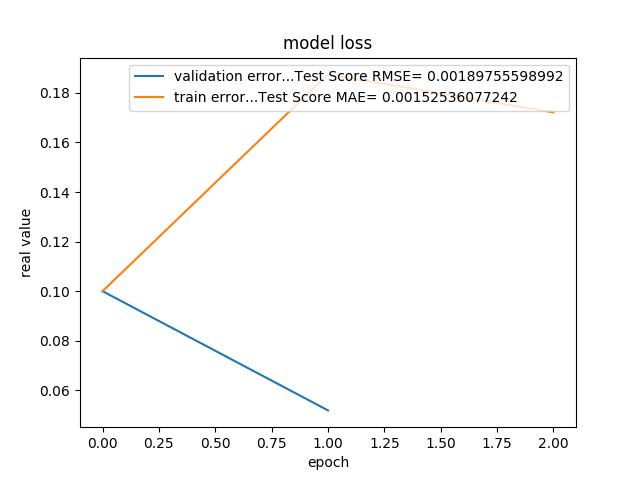 model loss
validation error...Test Score RMSE= 0.00189755598992
train error...Test Score MAE= 0.00152536077242
real value
0.18
0.16
0.14
0.12
0.10
0.08
0.06
0.00 0.25 0.50 0.75 1.00 1.25 1.50 1.75 2.00
epoch